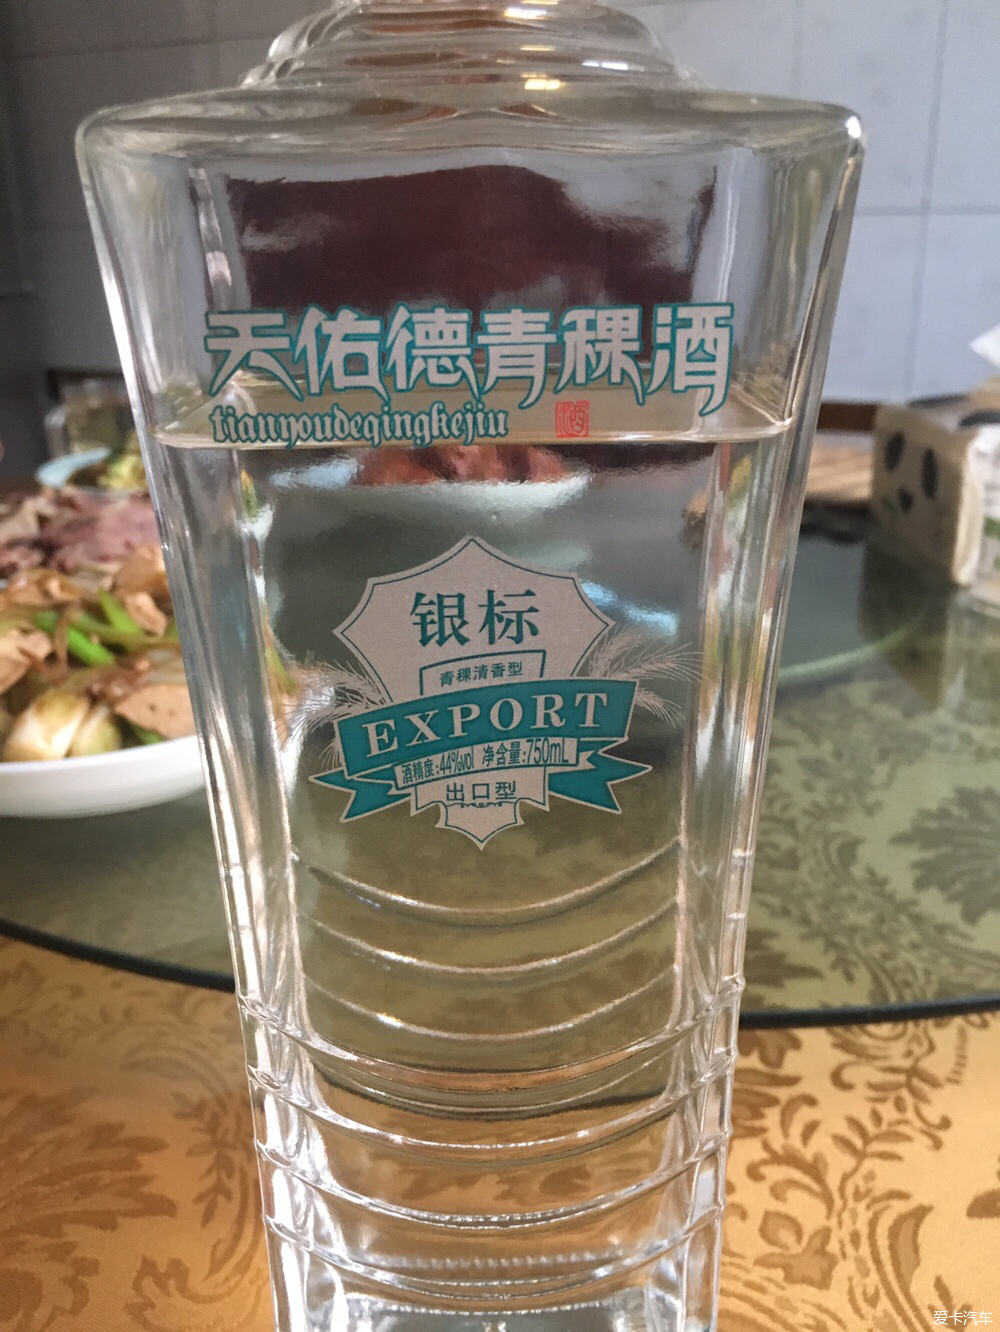 天佑德青稞酒
tianyoudeqingkejiu
银标
青稞清香型
EXPORT
酒精度:44%vol 净含量:750mL
出口型
爱卡汽车